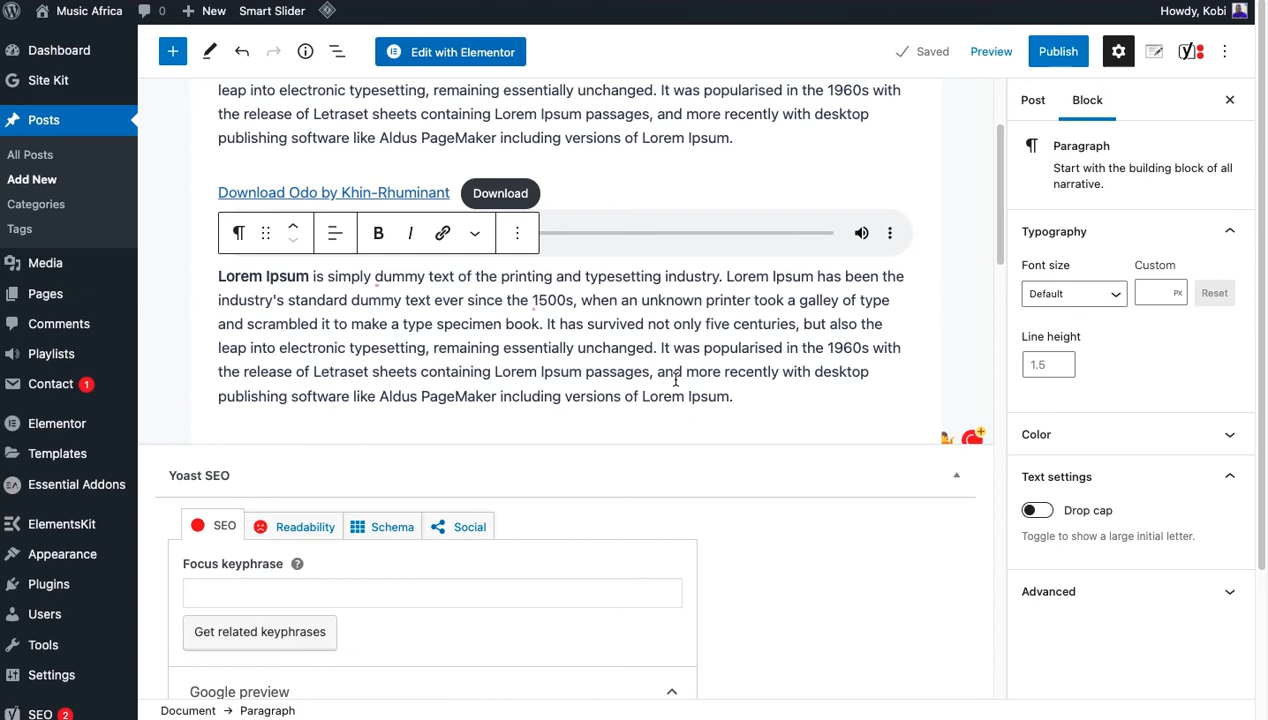 Music Africa 0 New Smart Slider Howdy, Kobi
Dashboard
Site Kit
Posts
All Posts
Add New
Categories
Tags
Media
Pages
Comments
Playlists
Contact 1
Elementor
Templates
Essential Addons
ElementsKit
Appearance
Plugins
Users
Tools
Settings
SEO 2
Edit with Elementor Saved Preview Publish
leap into electronic typesetting, remaining essentially unchanged. It was popularised in the 1960s with
the release of Letraset sheets containing Lorem Ipsum passages, and more recently with desktop
publishing software like Aldus PageMaker including versions of Lorem Ipsum.
Download Odo by Khin-Rhuminant Download
B I
Lorem Ipsum is simply dummy text of the printing and typesetting industry. Lorem Ipsum has been the
industry's standard dummy text ever since the 1500s, when an unknown printer took a galley of type
and scrambled it to make a type specimen book. It has survived not only five centuries, but also the
leap into electronic typesetting, remaining essentially unchanged. It was popularised in the 1960s with
the release of Letraset sheets containing Lorem Ipsum passages, and more recently with desktop
publishing software like Aldus PageMaker including versions of Lorem Ipsum.
Yoast SEO
SEO Readability Schema Social
Focus keyphrase ?
Get related keyphrases
Google preview
Document → Paragraph
Post Block
Paragraph
Start with the building block of all
narrative.
Typography
Font size Custom
Default PX Reset
Line height
1.5
Color
Text settings
Drop cap
Toggle to show a large initial letter.
Advanced